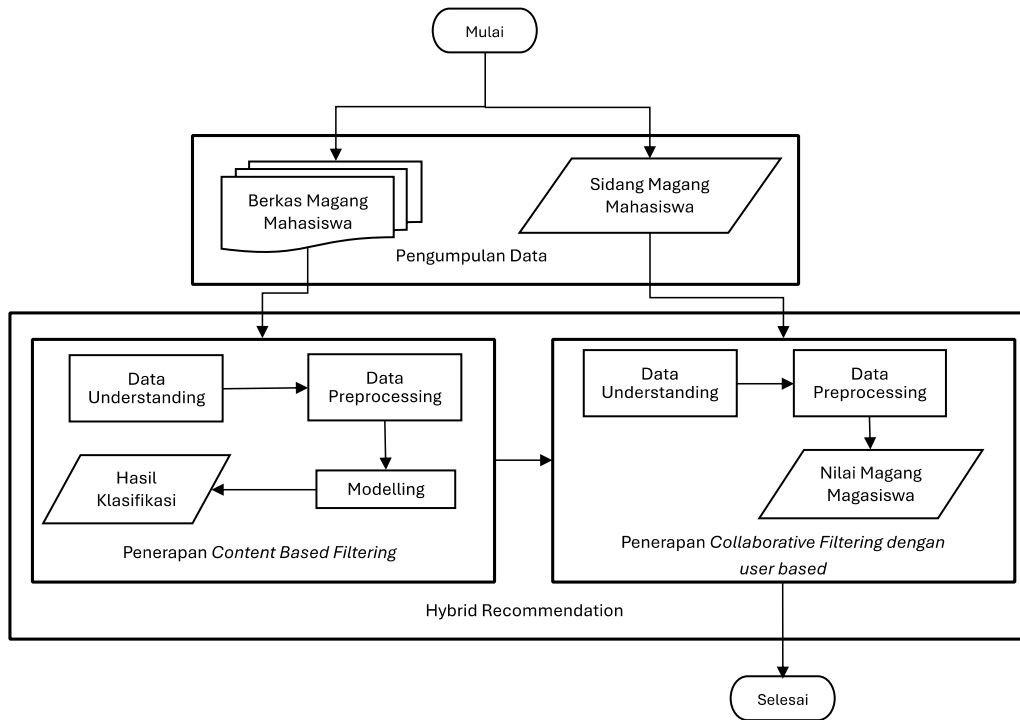 Mulai
Berkas Magang
Mahasiswa
Sidang Magang
Mahasiswa
Pengumpulan Data
Data
Understanding
Data
Preprocessing
Hasil
Klasifikasi
Modelling
Penerapan Content Based Filtering
Data
Understanding
Data
Preprocessing
Nilai Magang
Magasiswa
Penerapan Collaborative Filtering dengan
user based
Hybrid Recommendation
Selesai